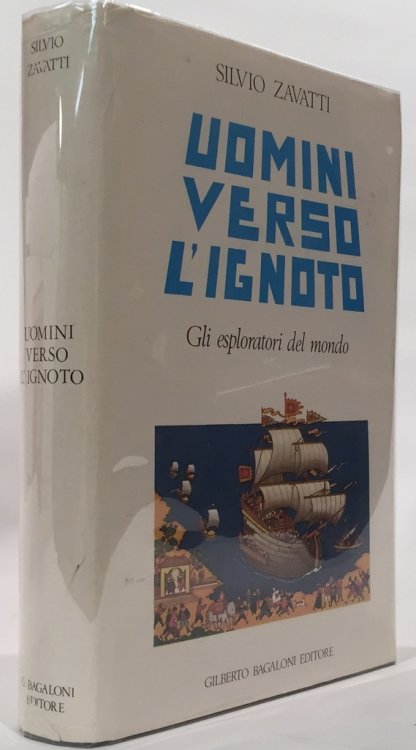 SILVIO
ZAVATTI
UOMINI
VERSO
L'IGNOTO
G. BAGALONI
EDITORE
SILVIO ZAVATTI
UOMINI
VERSO
L'IGNOTO
Gli esploratori del mondo
GILBERTO BAGALONI EDITORE